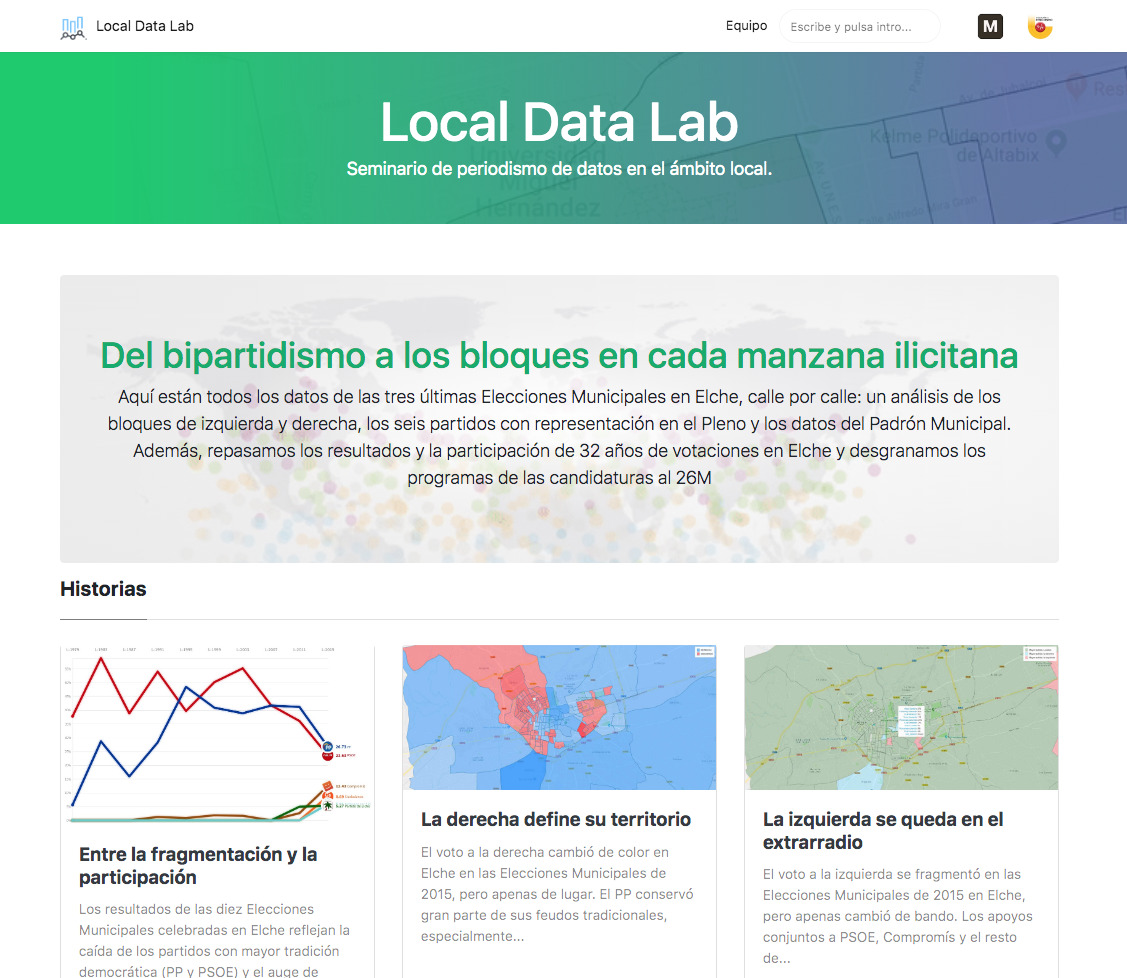 Local Data Lab
Equipo
Escribe y pulsa intro...
M
Local Data Lab
Seminario de periodismo de datos en el ámbito local.
Universidad
Miguel
Hernández
Kelme Polideportivo
de Altabix
Del bipartidismo a los bloques en cada manzana ilicitana
Aquí están todos los datos de las tres últimas Elecciones Municipales en Elche, calle por calle: un análisis de los
bloques de izquierda y derecha, los seis partidos con representación en el Pleno y los datos del Padrón Municipal.
Además, repasamos los resultados y la participación de 32 años de votaciones en Elche y desgranamos los
programas de las candidaturas al 26M
Historias
Entre la fragmentación y la
participación
Los resultados de las diez Elecciones
Municipales celebradas en Elche reflejan la
caída de los partidos con mayor tradición
democrática (PP y PSOE) y el auge de
La derecha define su territorio
El voto a la derecha cambió de color en
Elche en las Elecciones Municipales de
2015, pero apenas de lugar. El PP conservó
gran parte de sus feudos tradicionales,
especialmente...
La izquierda se queda en el
extrarradio
El voto a la izquierda se fragmentó en las
Elecciones Municipales de 2015 en Elche,
pero apenas cambió de bando. Los apoyos
conjuntos a PSOE, Compromís y el resto
de...